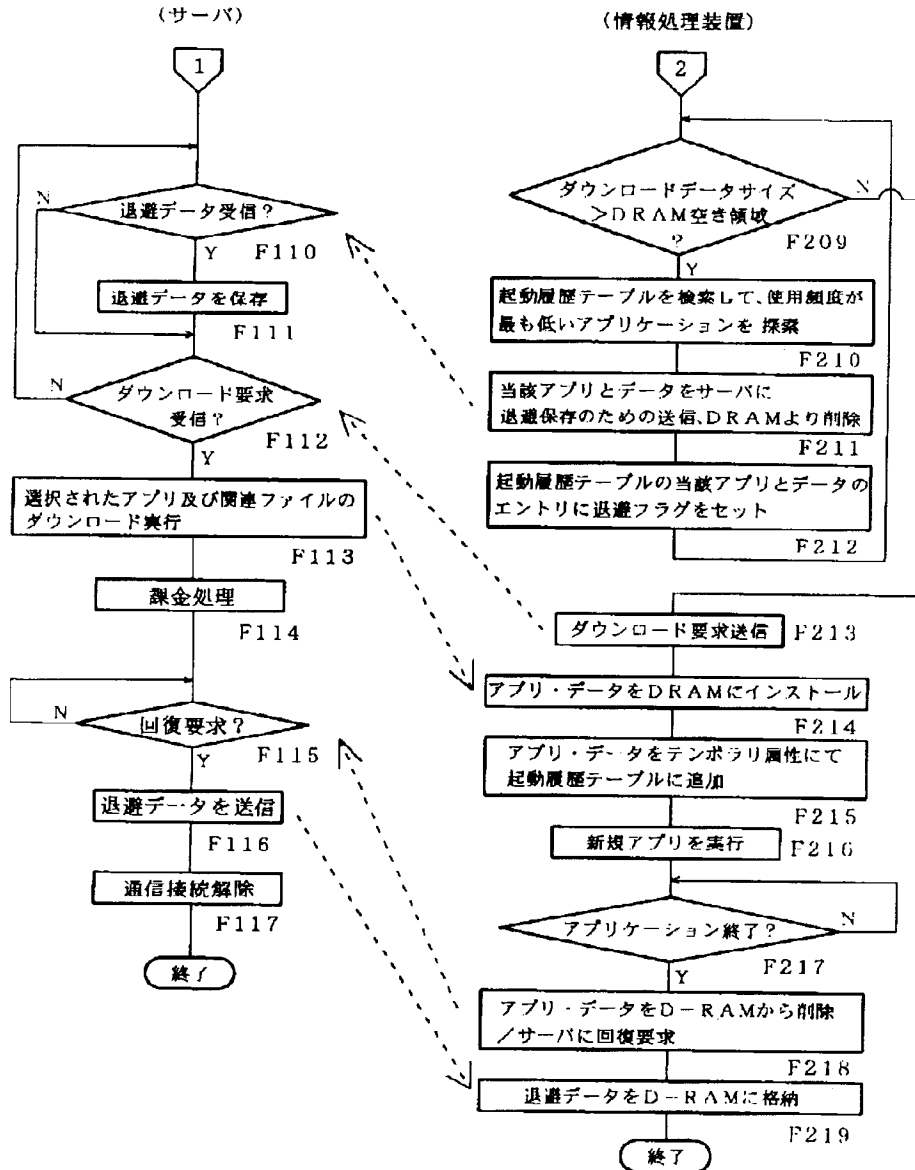 (サーバ)
1
退避データ受信?
N
Y
F110
退避データを保存
F111
ダウンロード要求
受信?
N
Y
F112
選択されたアプリ及び関連ファイルの
ダウンロード実行
F113
課金処理
F114
回復要求?
N
Y
F115
退避データを送信
F116
通信接続解除
F117
終了
(情報処理装置)
2
ダウンロードデータサイズ
>DRAM空き領域
?
N
Y
F209
起動履歴テーブルを検索して、使用頻度が
最も低いアプリケーションを探索
F210
当該アプリとデータをサーバに
退避保存のための送信、DRAMより削除
F211
起動履歴テーブルの当該アプリとデータの
エントリに退避フラグをセット
F212
ダウンロード要求送信
F213
アプリ・データをDRAMにインストール
F214
アプリ・データをテンポラリ属性にて
起動履歴テーブルに追加
F215
新規アプリを実行
F216
アプリケーション終了?
N
Y
F217
アプリ・データをD-RAMから削除
/サーバに回復要求
F218
退避データをD-RAMに格納
F219
終了